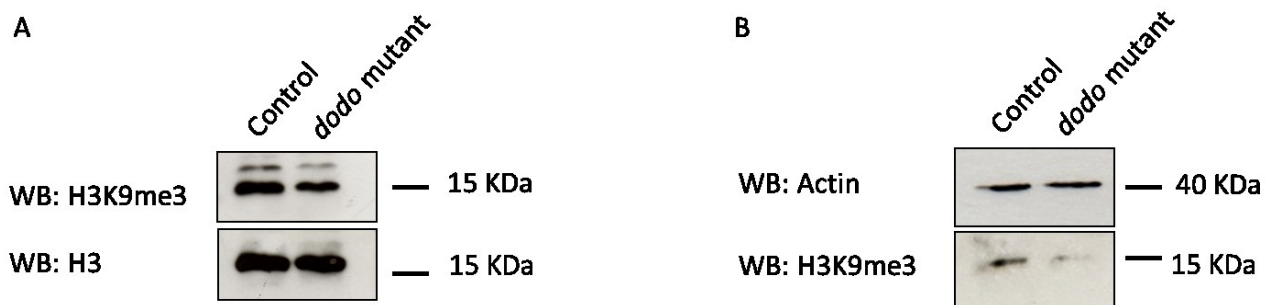 A
Control
dodo mutant
WB: H3K9me3
15 KDa
WB: H3
15 KDa
B
Control
dodo mutant
WB: Actin
40 KDa
WB: H3K9me3
15 KDa